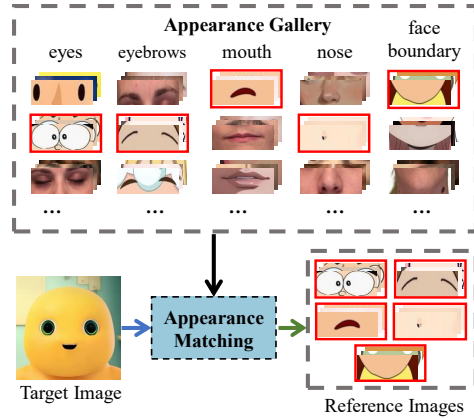 Appearance Gallery
eyes
eyebrows
mouth
nose
face
boundary
...
...
...
...
...
Appearance
Matching
Target Image
Reference Images